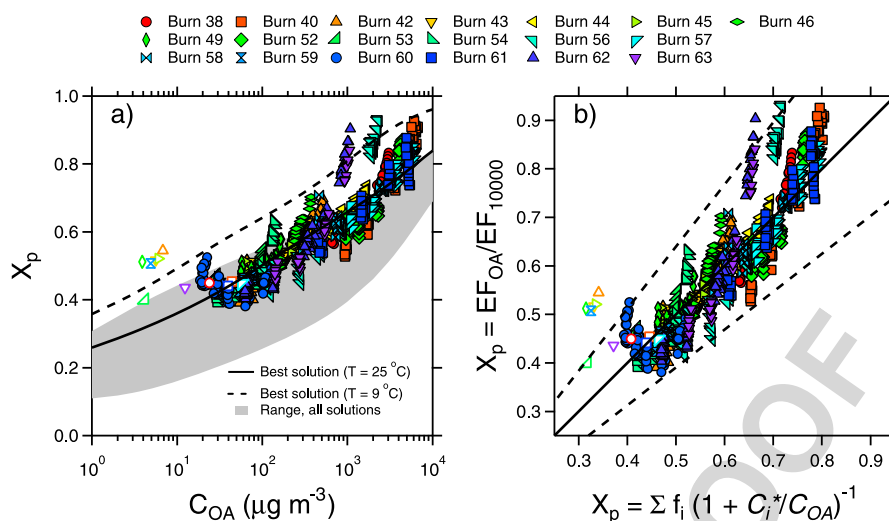 Burn 38 Burn 40 Burn 42 Burn 43 Burn 44 Burn 45 Burn 46
Burn 49 Burn 52 Burn 53 Burn 54 Burn 56 Burn 57
Burn 58 Burn 59 Burn 60 Burn 61 Burn 62 Burn 63
a)
1.0
0.8
0.6
0.4
0.2
0.0
X_p
Best solution (T = 25 °C)
Best solution (T = 9 °C)
Range, all solutions
10^0 10^1 10^2 10^3 10^4
C_OA (μg m^-3)
b)
0.9
0.8
0.7
0.6
0.5
0.4
0.3
X_p = EF_OA/EF_10000
0.3 0.4 0.5 0.6 0.7 0.8 0.9
X_p = Σ f_i (1 + C_i^*/C_OA)^-1
OOF